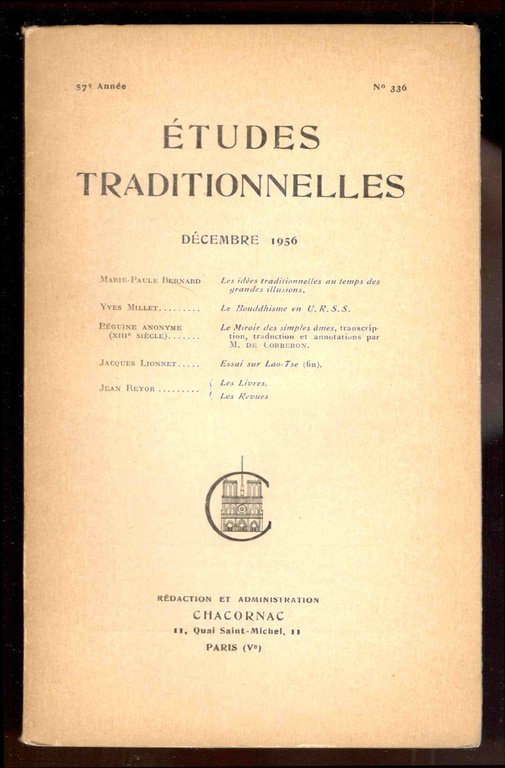 57e Année
No 336
ÉTUDES
TRADITIONNELLES
DÉCEMBRE 1956
MARIE-PAULE BERNARD Les idées traditionnelles au temps des
grandes illusions.
YVES MILLET......... Le Bouddhisme en U. R. S. S.
BÉGUINE ANONYME Le Miroir des simples âmes, transcrip-
(XIIIe SIÈCLE)....... tion, traduction et annotations par
M. DE CORBERON.
JACQUES LIONNET..... Essai sur Lao-Tse (fin).
JEAN REYOR ......... Les Livres.
Les Revues
RÉDACTION ET ADMINISTRATION
CHACORNAC
11, Quai Saint-Michel, 11
PARIS (Ve)